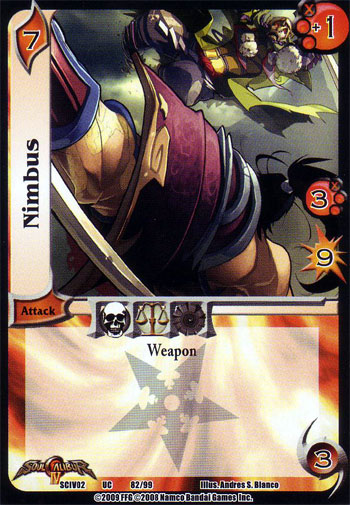 7
+1
Nimbus
3
9
Attack
Weapon
3
SOULCALIBUR
IV
SCIV02 UC 82/99 Illus. Andres S. Blanco
©2009 FFG ©2008 Namco Bandai Games Inc.